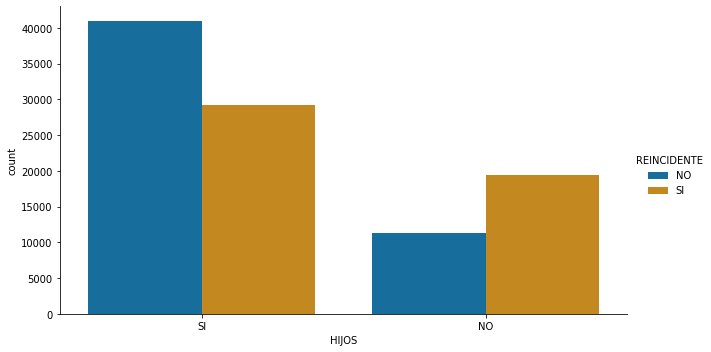 40000
35000
30000
25000
20000
15000
10000
5000
0
count
SI
NO
HIJOS
REINCIDENTE
NO
SI